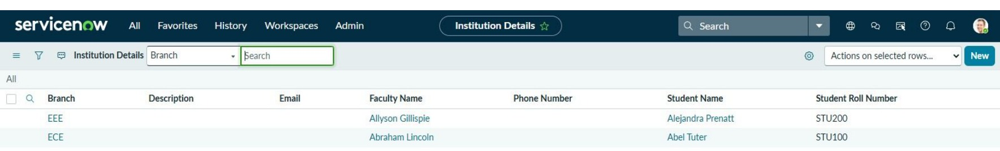 servicenow All Favorites History Workspaces Admin Institution Details Search
Institution Details Branch Search Actions on selected rows... New
All
Branch Description Email Faculty Name Phone Number Student Name Student Roll Number
EEE Allyson Gillispie Alejandra Prenatt STU200
ECE Abraham Lincoln Abel Tuter STU100